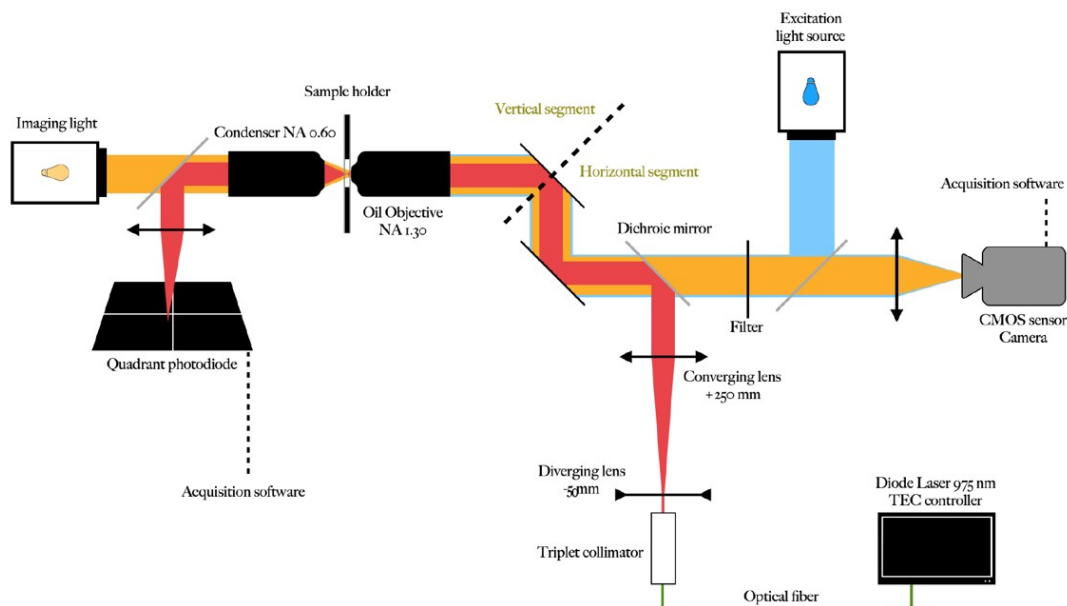 Excitation
light source
Sample holder
Vertical segment
Imaging light
Condenser NA 0.60
Horizontal segment
Acquisition software
Oil Objective
NA 1.30
Dichroic mirror
Filter
CMOS sensor
Camera
Quadrant photodiode
Converging lens
+250 mm
Acquisition software
Diverging lens
-50mm
Diode Laser 975 nm
TEC controller
Triplet collimator
Optical fiber